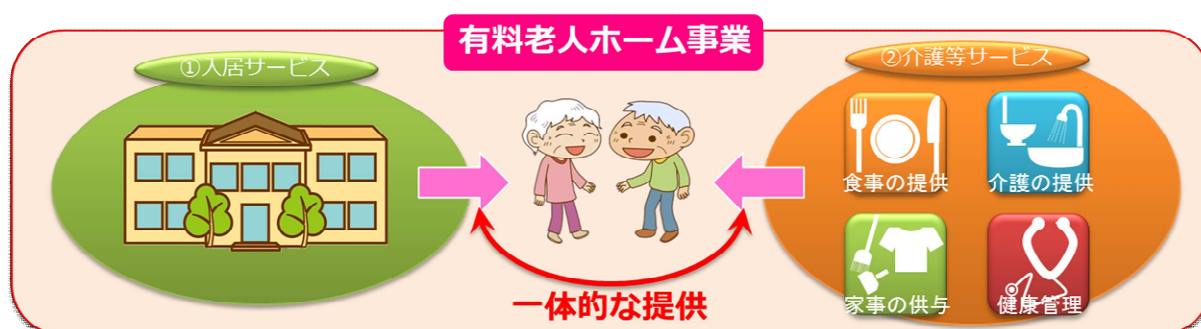 有料老人ホーム事業
①入居サービス
②介護等サービス
食事の提供
介護の提供
家事の供与
健康管理
一体的な提供